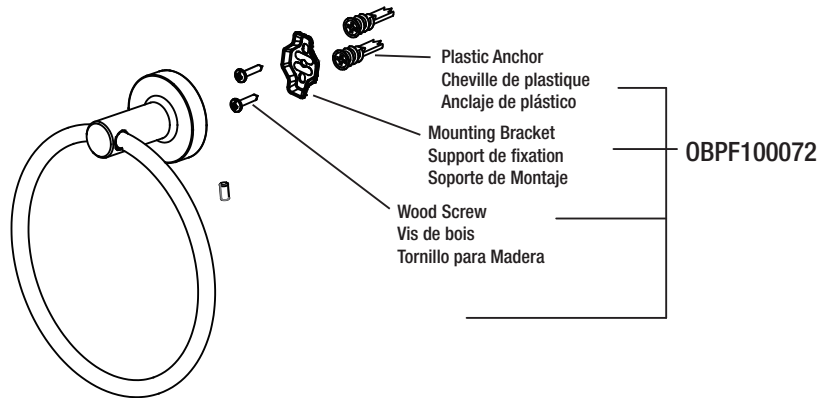 Plastic Anchor
Cheville de plastique
Anclaje de plástico
Mounting Bracket
Support de fixation
Soporte de Montaje
OBPF100072
Wood Screw
Vis de bois
Tornillo para Madera